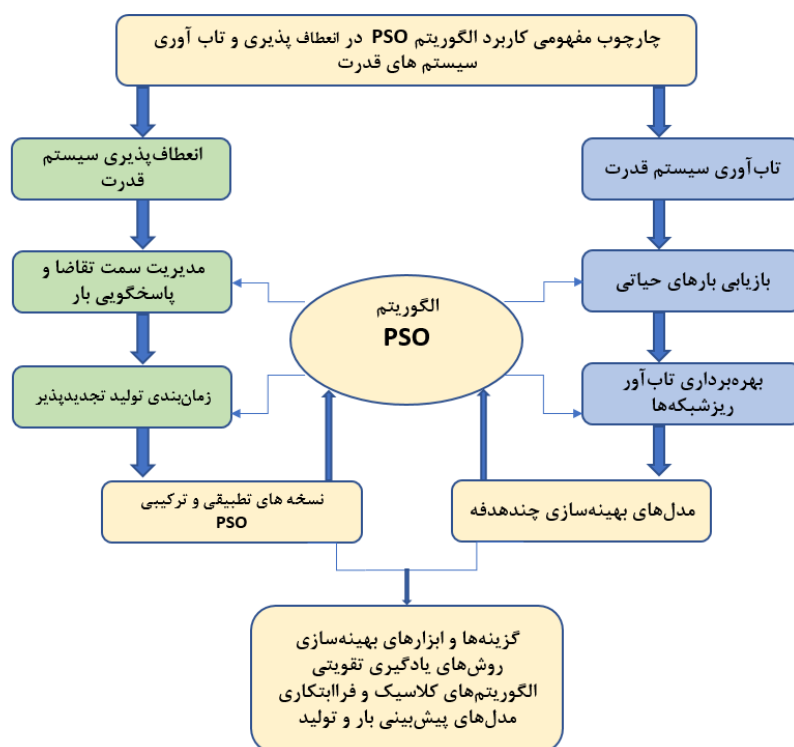 چارچوب مفهومی کاربرد الگوریتم PSO در انعطاف پذیری و تاب آوری
سیستم های قدرت
تاب‌آوری سیستم قدرت
انعطاف‌پذیری سیستم
قدرت
بازیابی بارهای حیاتی
مدیریت سمت تقاضا و
پاسخگویی بار
الگوریتم
PSO
بهره‌برداری تاب‌آور
ریزشبکه‌ها
زمان‌بندی تولید تجدیدپذیر
مدل‌های بهینه‌سازی چندهدفه
نسخه های تطبیقی و ترکیبی
PSO
گزینه‌ها و ابزارهای بهینه‌سازی
روش‌های یادگیری تقویتی
الگوریتم‌های کلاسیک و فراابتکاری
مدل‌های پیش‌بینی بار و تولید